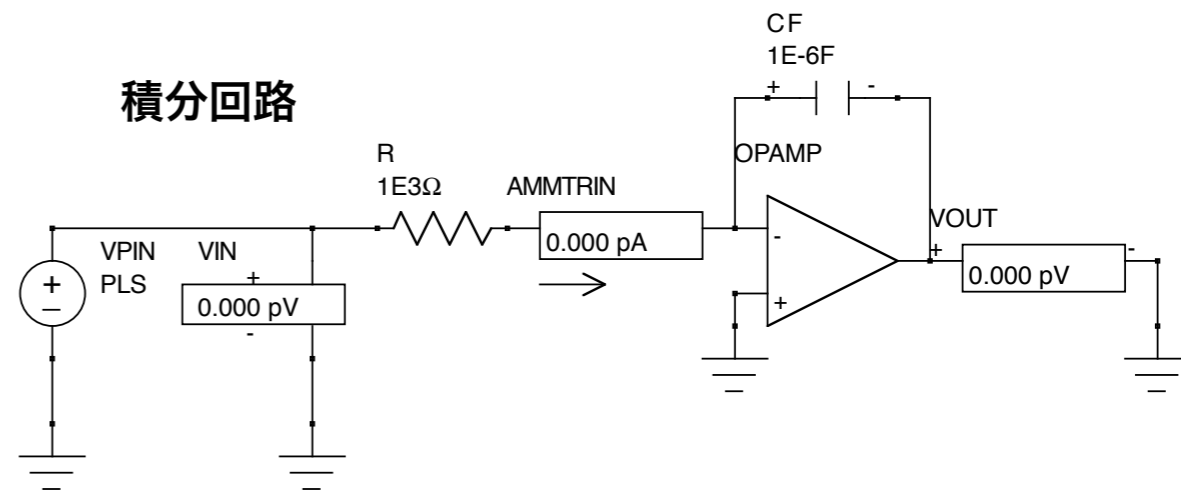 積分回路
CF
1E-6F
+ -
OPAMP
R
1E3Ω
AMMTRIN
0.000 pA
-
+
VOUT
+ -
0.000 pV
VPIN
PLS
+
−
VIN
+
0.000 pV
-